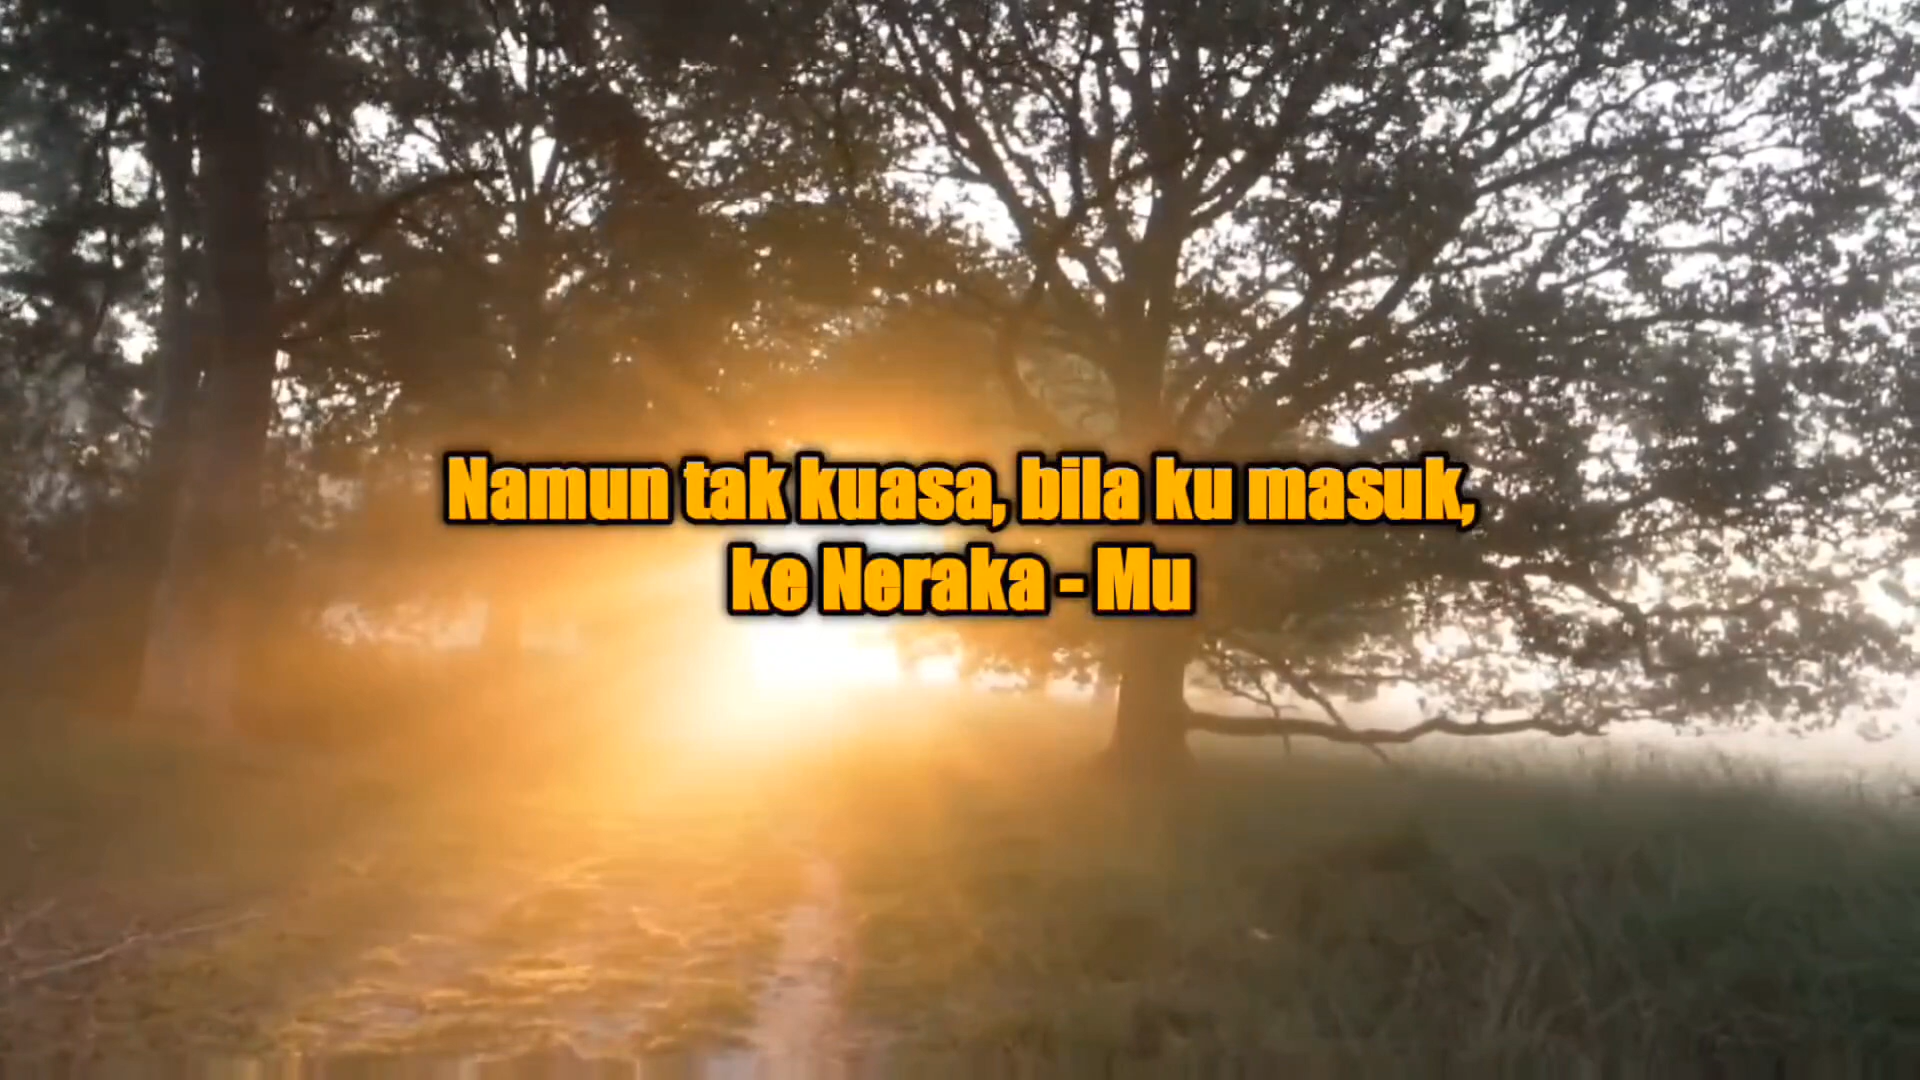 Namun tak kuasa, bila ku masuk,
ke Neraka - Mu